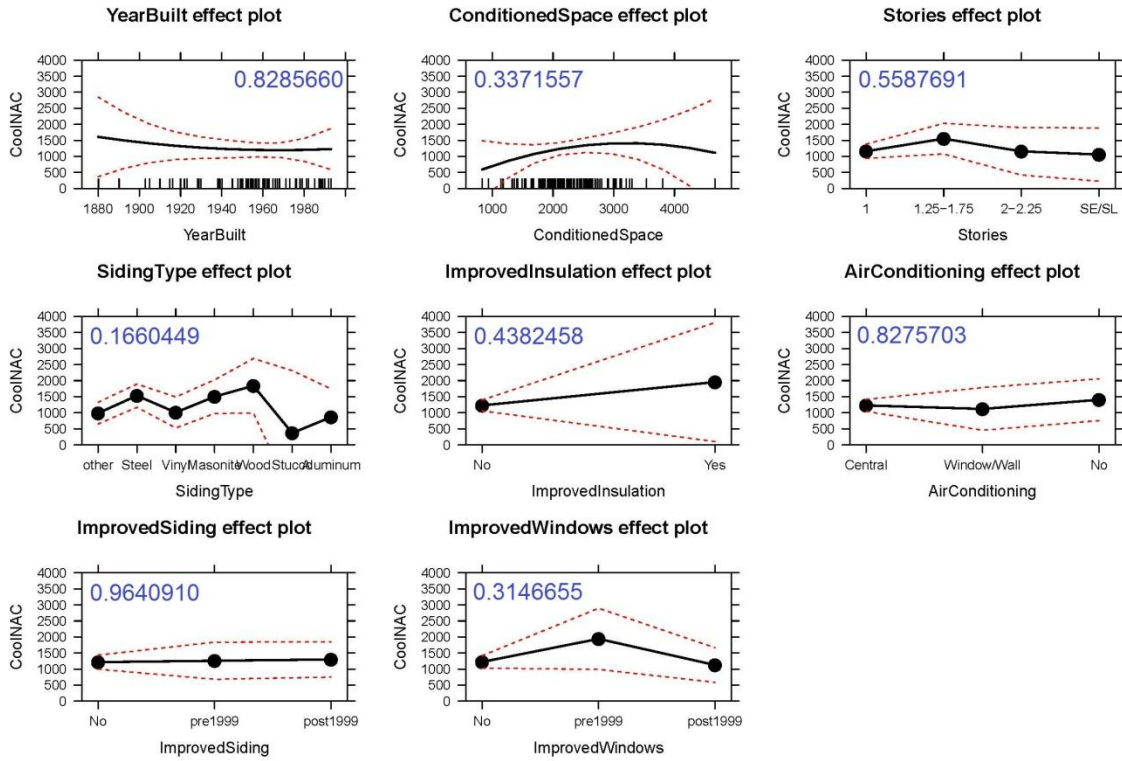 YearBuilt effect plot
CoolNAC
4000
3500
3000
2500
2000
1500
1000
500
0
0.8285660
1880 1900 1920 1940 1960 1980
YearBuilt
ConditionedSpace effect plot
CoolNAC
4000
3500
3000
2500
2000
1500
1000
500
0
0.3371557
1000 2000 3000 4000
ConditionedSpace
Stories effect plot
CoolNAC
4000
3500
3000
2500
2000
1500
1000
500
0
0.5587691
1 1.25−1.75 2−2.25 SE/SL
Stories
SidingType effect plot
CoolNAC
4000
3500
3000
2500
2000
1500
1000
500
0
0.1660449
other Steel Vinyl Masonite Wood Stucco Aluminum
SidingType
ImprovedInsulation effect plot
CoolNAC
4000
3500
3000
2500
2000
1500
1000
500
0
0.4382458
No Yes
ImprovedInsulation
AirConditioning effect plot
CoolNAC
4000
3500
3000
2500
2000
1500
1000
500
0
0.8275703
Central Window/Wall No
AirConditioning
ImprovedSiding effect plot
CoolNAC
4000
3500
3000
2500
2000
1500
1000
500
0
0.9640910
No pre1999 post1999
ImprovedSiding
ImprovedWindows effect plot
CoolNAC
4000
3500
3000
2500
2000
1500
1000
500
0
0.3146655
No pre1999 post1999
ImprovedWindows